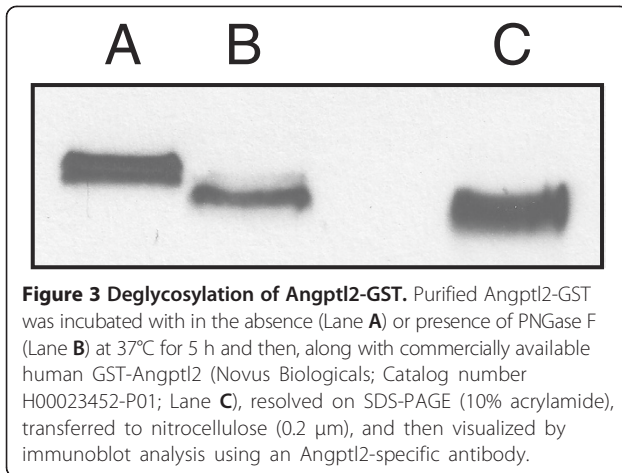 A B C
Figure 3 Deglycosylation of Angptl2-GST. Purified Angptl2-GST
was incubated with in the absence (Lane A) or presence of PNGase F
(Lane B) at 37°C for 5 h and then, along with commercially available
human GST-Angptl2 (Novus Biologicals; Catalog number
H00023452-P01; Lane C), resolved on SDS-PAGE (10% acrylamide),
transferred to nitrocellulose (0.2 μm), and then visualized by
immunoblot analysis using an Angptl2-specific antibody.